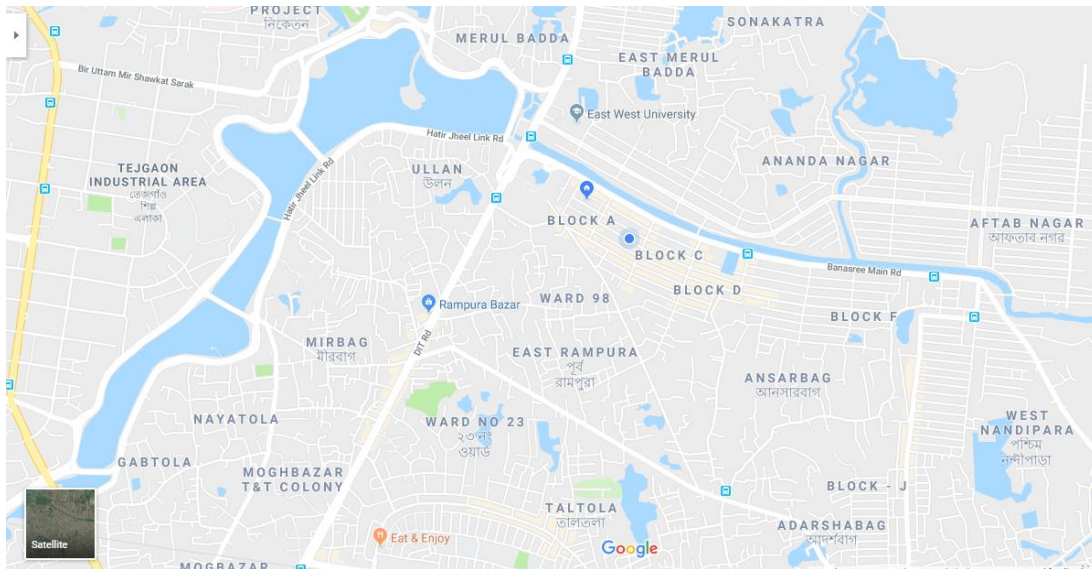 PROJECT
নিকেতন
SONAKATRA
MERUL BADDA
EAST MERUL
BADDA
Bir Uttam Mir Shawkat Sarak
East West University
Hatir Jheel Link Rd
ANANDA NAGAR
TEJGAON
INDUSTRIAL AREA
তেজগাঁও
শিল্প
এলাকা
ULLAN
উলন
Hatir Jheel Link Rd
BLOCK A
AFTAB NAGAR
আফতাব নগর
BLOCK C
Banasree Main Rd
BLOCK D
WARD 98
Rampura Bazar
BLOCK F
MIRBAG
মীরবাগ
DIT Rd
EAST RAMPURA
পূর্ব
রামপুরা
ANSARBAG
আনসারবাগ
NAYATOLA
WARD NO 23
২৩ নং
ওয়ার্ড
WEST
NANDIPARA
পশ্চিম
নন্দীপাড়া
GABTOLA
MOGHBAZAR
T&T COLONY
BLOCK - J
TALTOLA
তালতলা
ADARSHABAG
আদর্শবাগ
Eat & Enjoy
Satellite
Google
MOGBAZAR